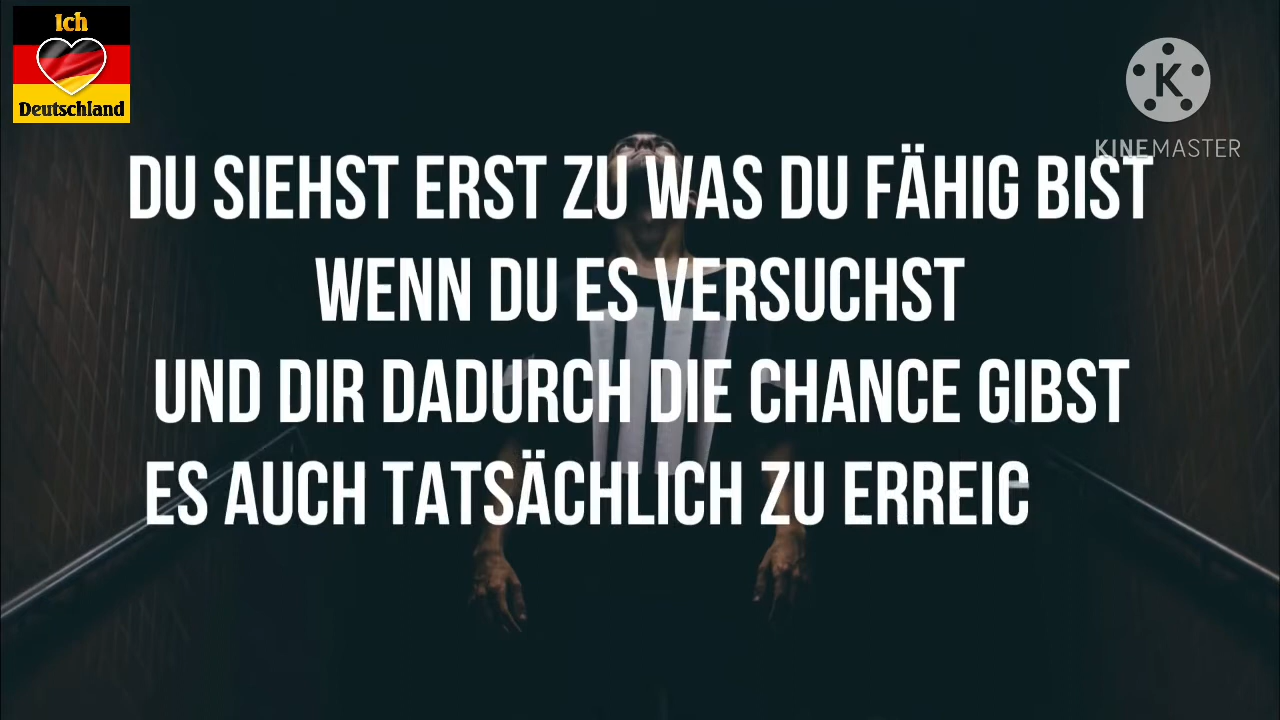 Ich
Deutschland
KINEMASTER
DU SIEHST ERST ZU WAS DU FÄHIG BIST
WENN DU ES VERSUCHST
UND DIR DADURCH DIE CHANCE GIBST
ES AUCH TATSÄCHLICH ZU ERREIC